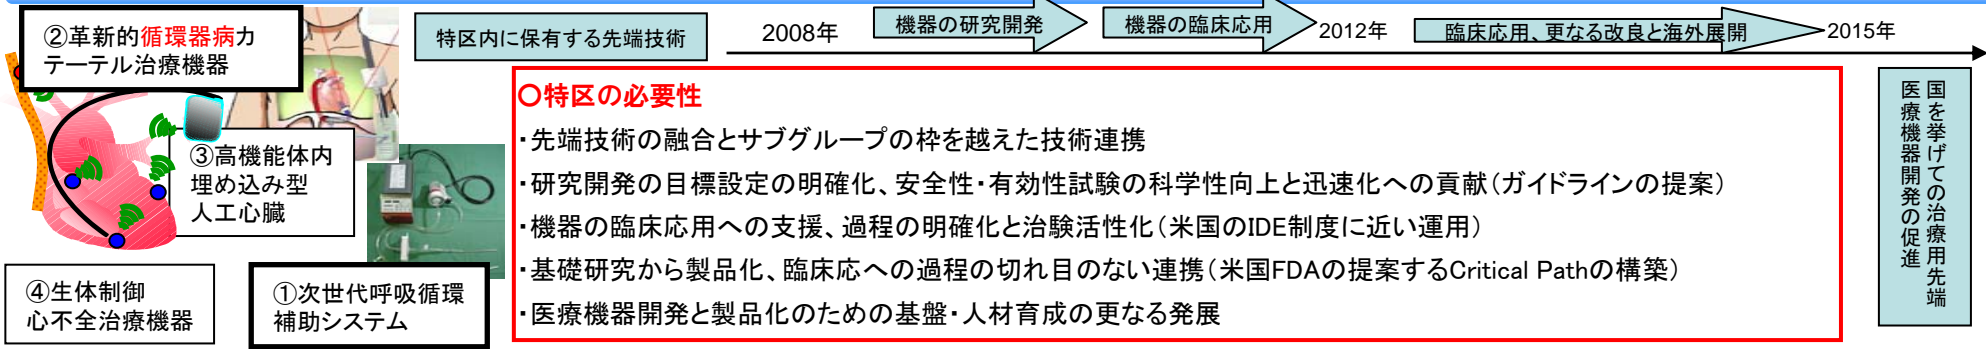 ②革新的循環器病カ
テーテル治療機器
特区内に保有する先端技術
2008年
機器の研究開発
機器の臨床応用
2012年
臨床応用、更なる改良と海外展開
2015年
③高機能体内
埋め込み型
人工心臓
④生体制御
心不全治療機器
①次世代呼吸循環
補助システム
〇特区の必要性
・先端技術の融合とサブグループの枠を越えた技術連携
・研究開発の目標設定の明確化、安全性・有効性試験の科学性向上と迅速化への貢献（ガイドラインの提案）
・機器の臨床応用への支援、過程の明確化と治験活性化（米国のIDE制度に近い運用）
・基礎研究から製品化、臨床応への過程の切れ目のない連携（米国FDAの提案するCritical Pathの構築）
・医療機器開発と製品化のための基盤・人材育成の更なる発展
国を挙げての治療用先端
医療機器開発の促進